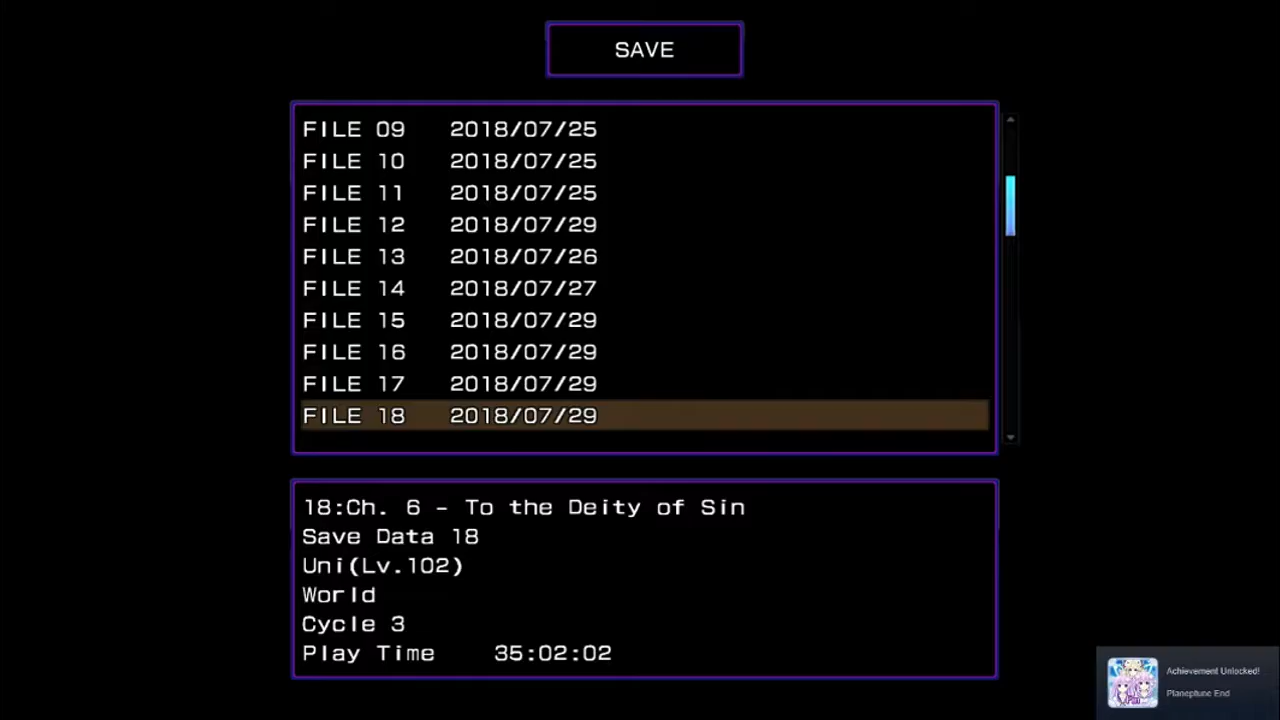 SAVE
FILE 09 2018/07/25
FILE 10 2018/07/25
FILE 11 2018/07/25
FILE 12 2018/07/29
FILE 13 2018/07/26
FILE 14 2018/07/27
FILE 15 2018/07/29
FILE 16 2018/07/29
FILE 17 2018/07/29
FILE 18 2018/07/29
18:Ch. 6 - To the Deity of Sin
Save Data 18
Uni(Lv.102)
World
Cycle 3
Play Time 35:02:02
Achievement Unlocked!
Planeptune End